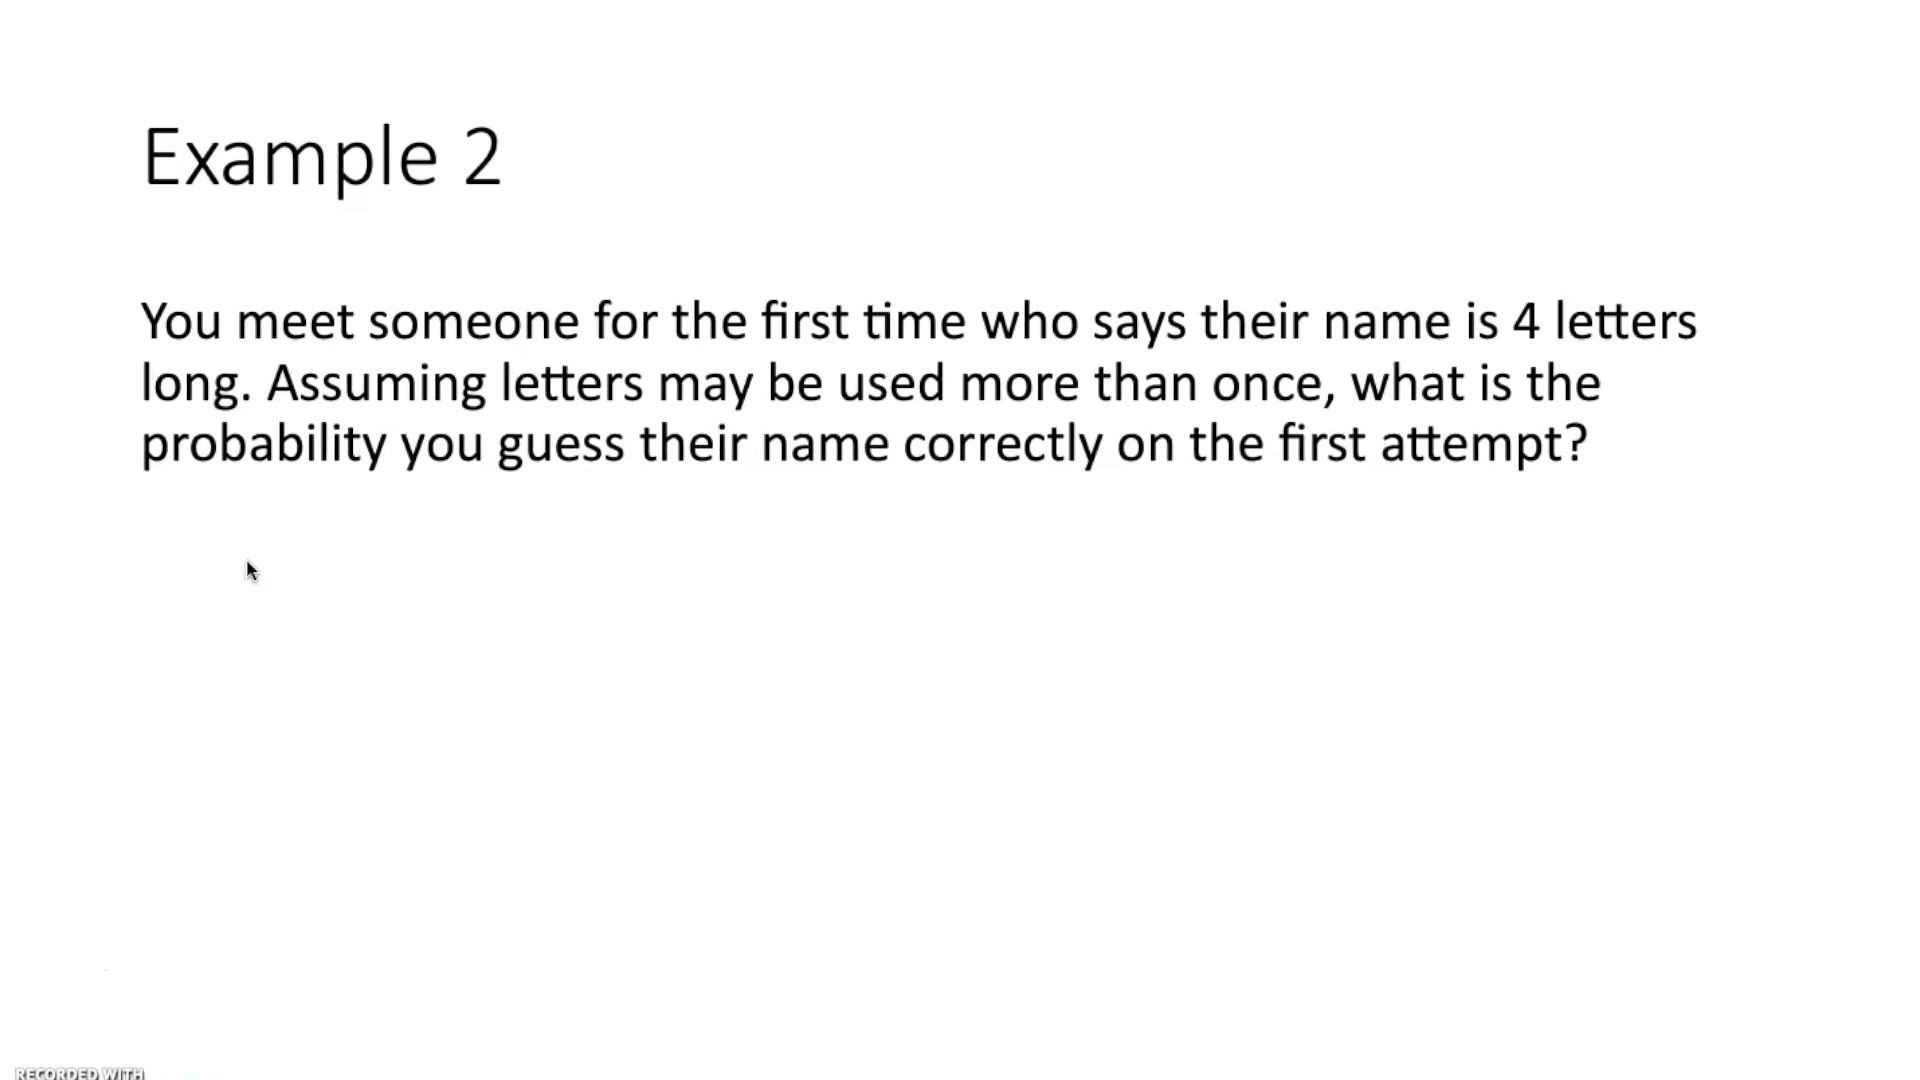 Example 2
You meet someone for the first time who says their name is 4 letters
long. Assuming letters may be used more than once, what is the
probability you guess their name correctly on the first attempt?
RECORDED WITH